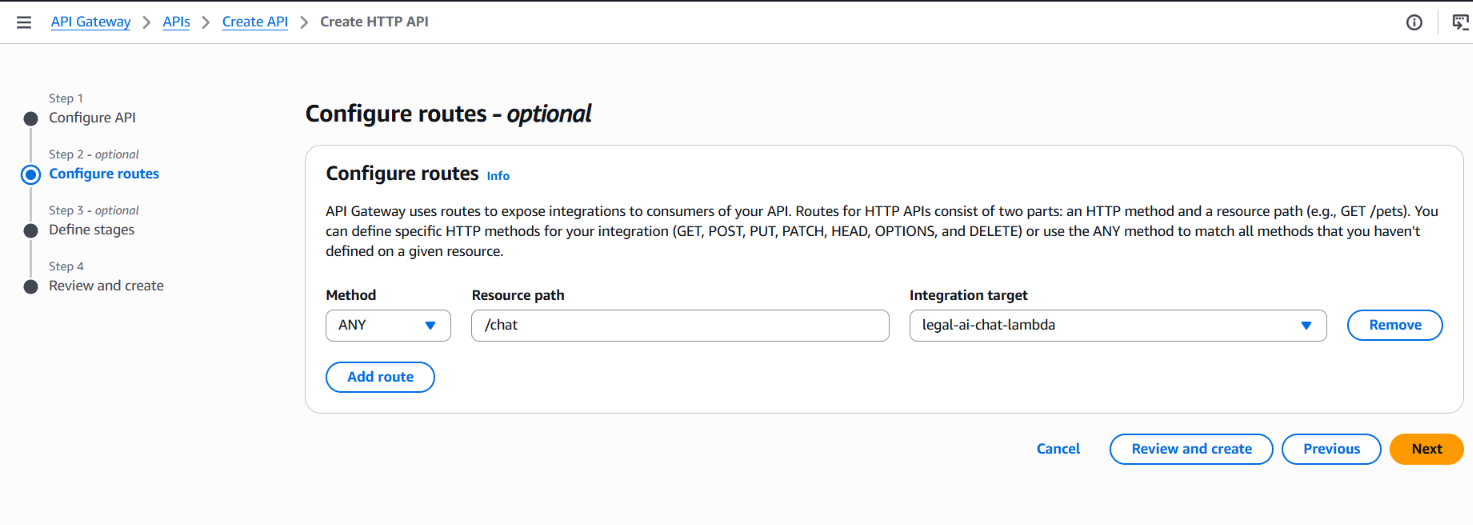 API Gateway > APIs > Create API > Create HTTP API
Step 1
Configure API
Step 2 - optional
Configure routes
Step 3 - optional
Define stages
Step 4
Review and create
Configure routes - optional
Configure routes Info
API Gateway uses routes to expose integrations to consumers of your API. Routes for HTTP APIs consist of two parts: an HTTP method and a resource path (e.g., GET /pets). You
can define specific HTTP methods for your integration (GET, POST, PUT, PATCH, HEAD, OPTIONS, and DELETE) or use the ANY method to match all methods that you haven't
defined on a given resource.
Method Resource path Integration target
ANY /chat legal-ai-chat-lambda Remove
Add route
Cancel Review and create Previous Next